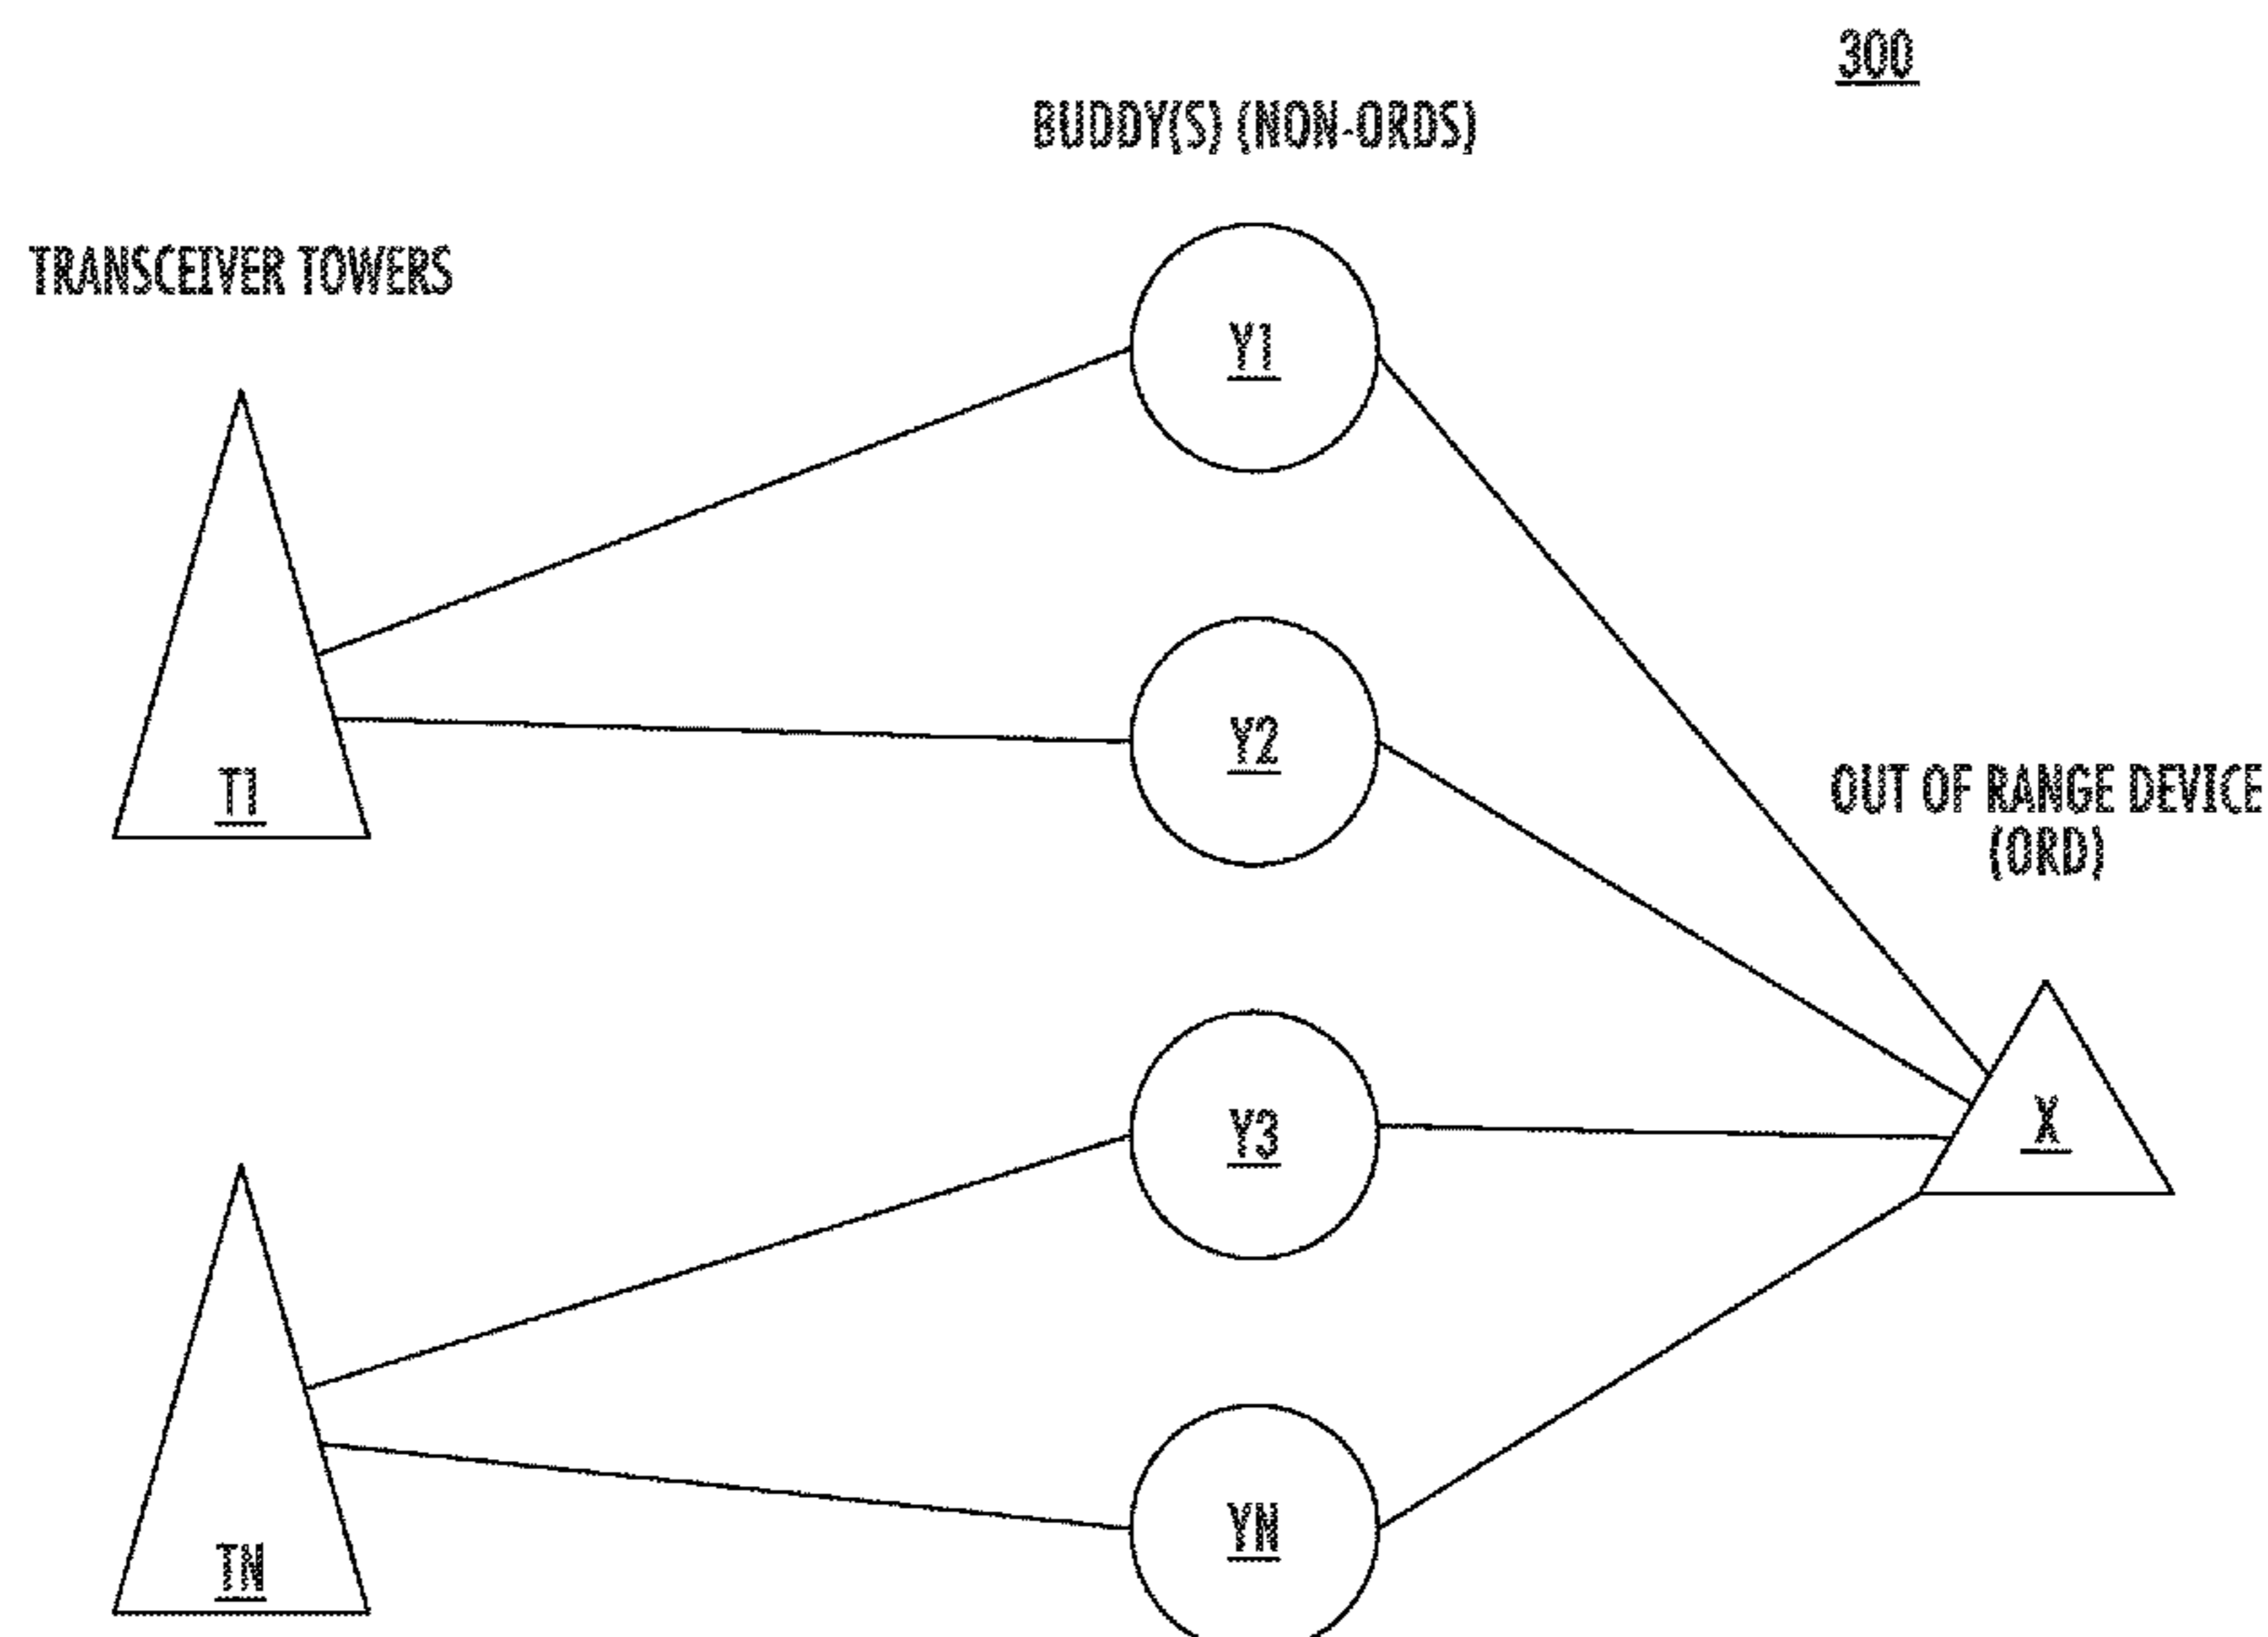 300
BUDDY(S) (NON-ORDS)
TRANSCEIVER TOWERS
Y1
Y2
T1
OUT OF RANGE DEVICE
(ORD)
Y3
X
YN
TN